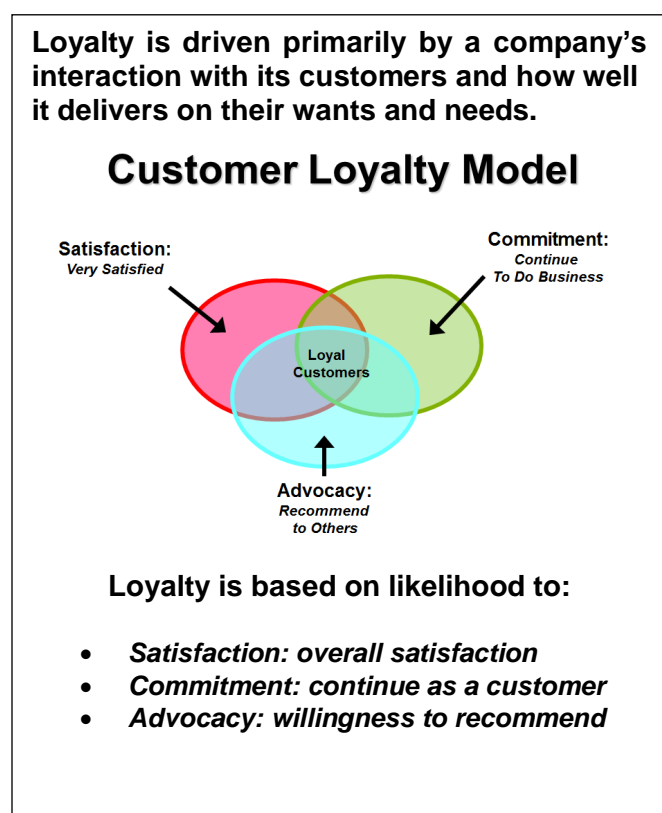 Loyalty is driven primarily by a company's
interaction with its customers and how well
it delivers on their wants and needs.
Customer Loyalty Model
Satisfaction:
Very Satisfied
Commitment:
Continue
To Do Business
Loyal
Customers
Advocacy:
Recommend
to Others
Loyalty is based on likelihood to:
• Satisfaction: overall satisfaction
• Commitment: continue as a customer
• Advocacy: willingness to recommend